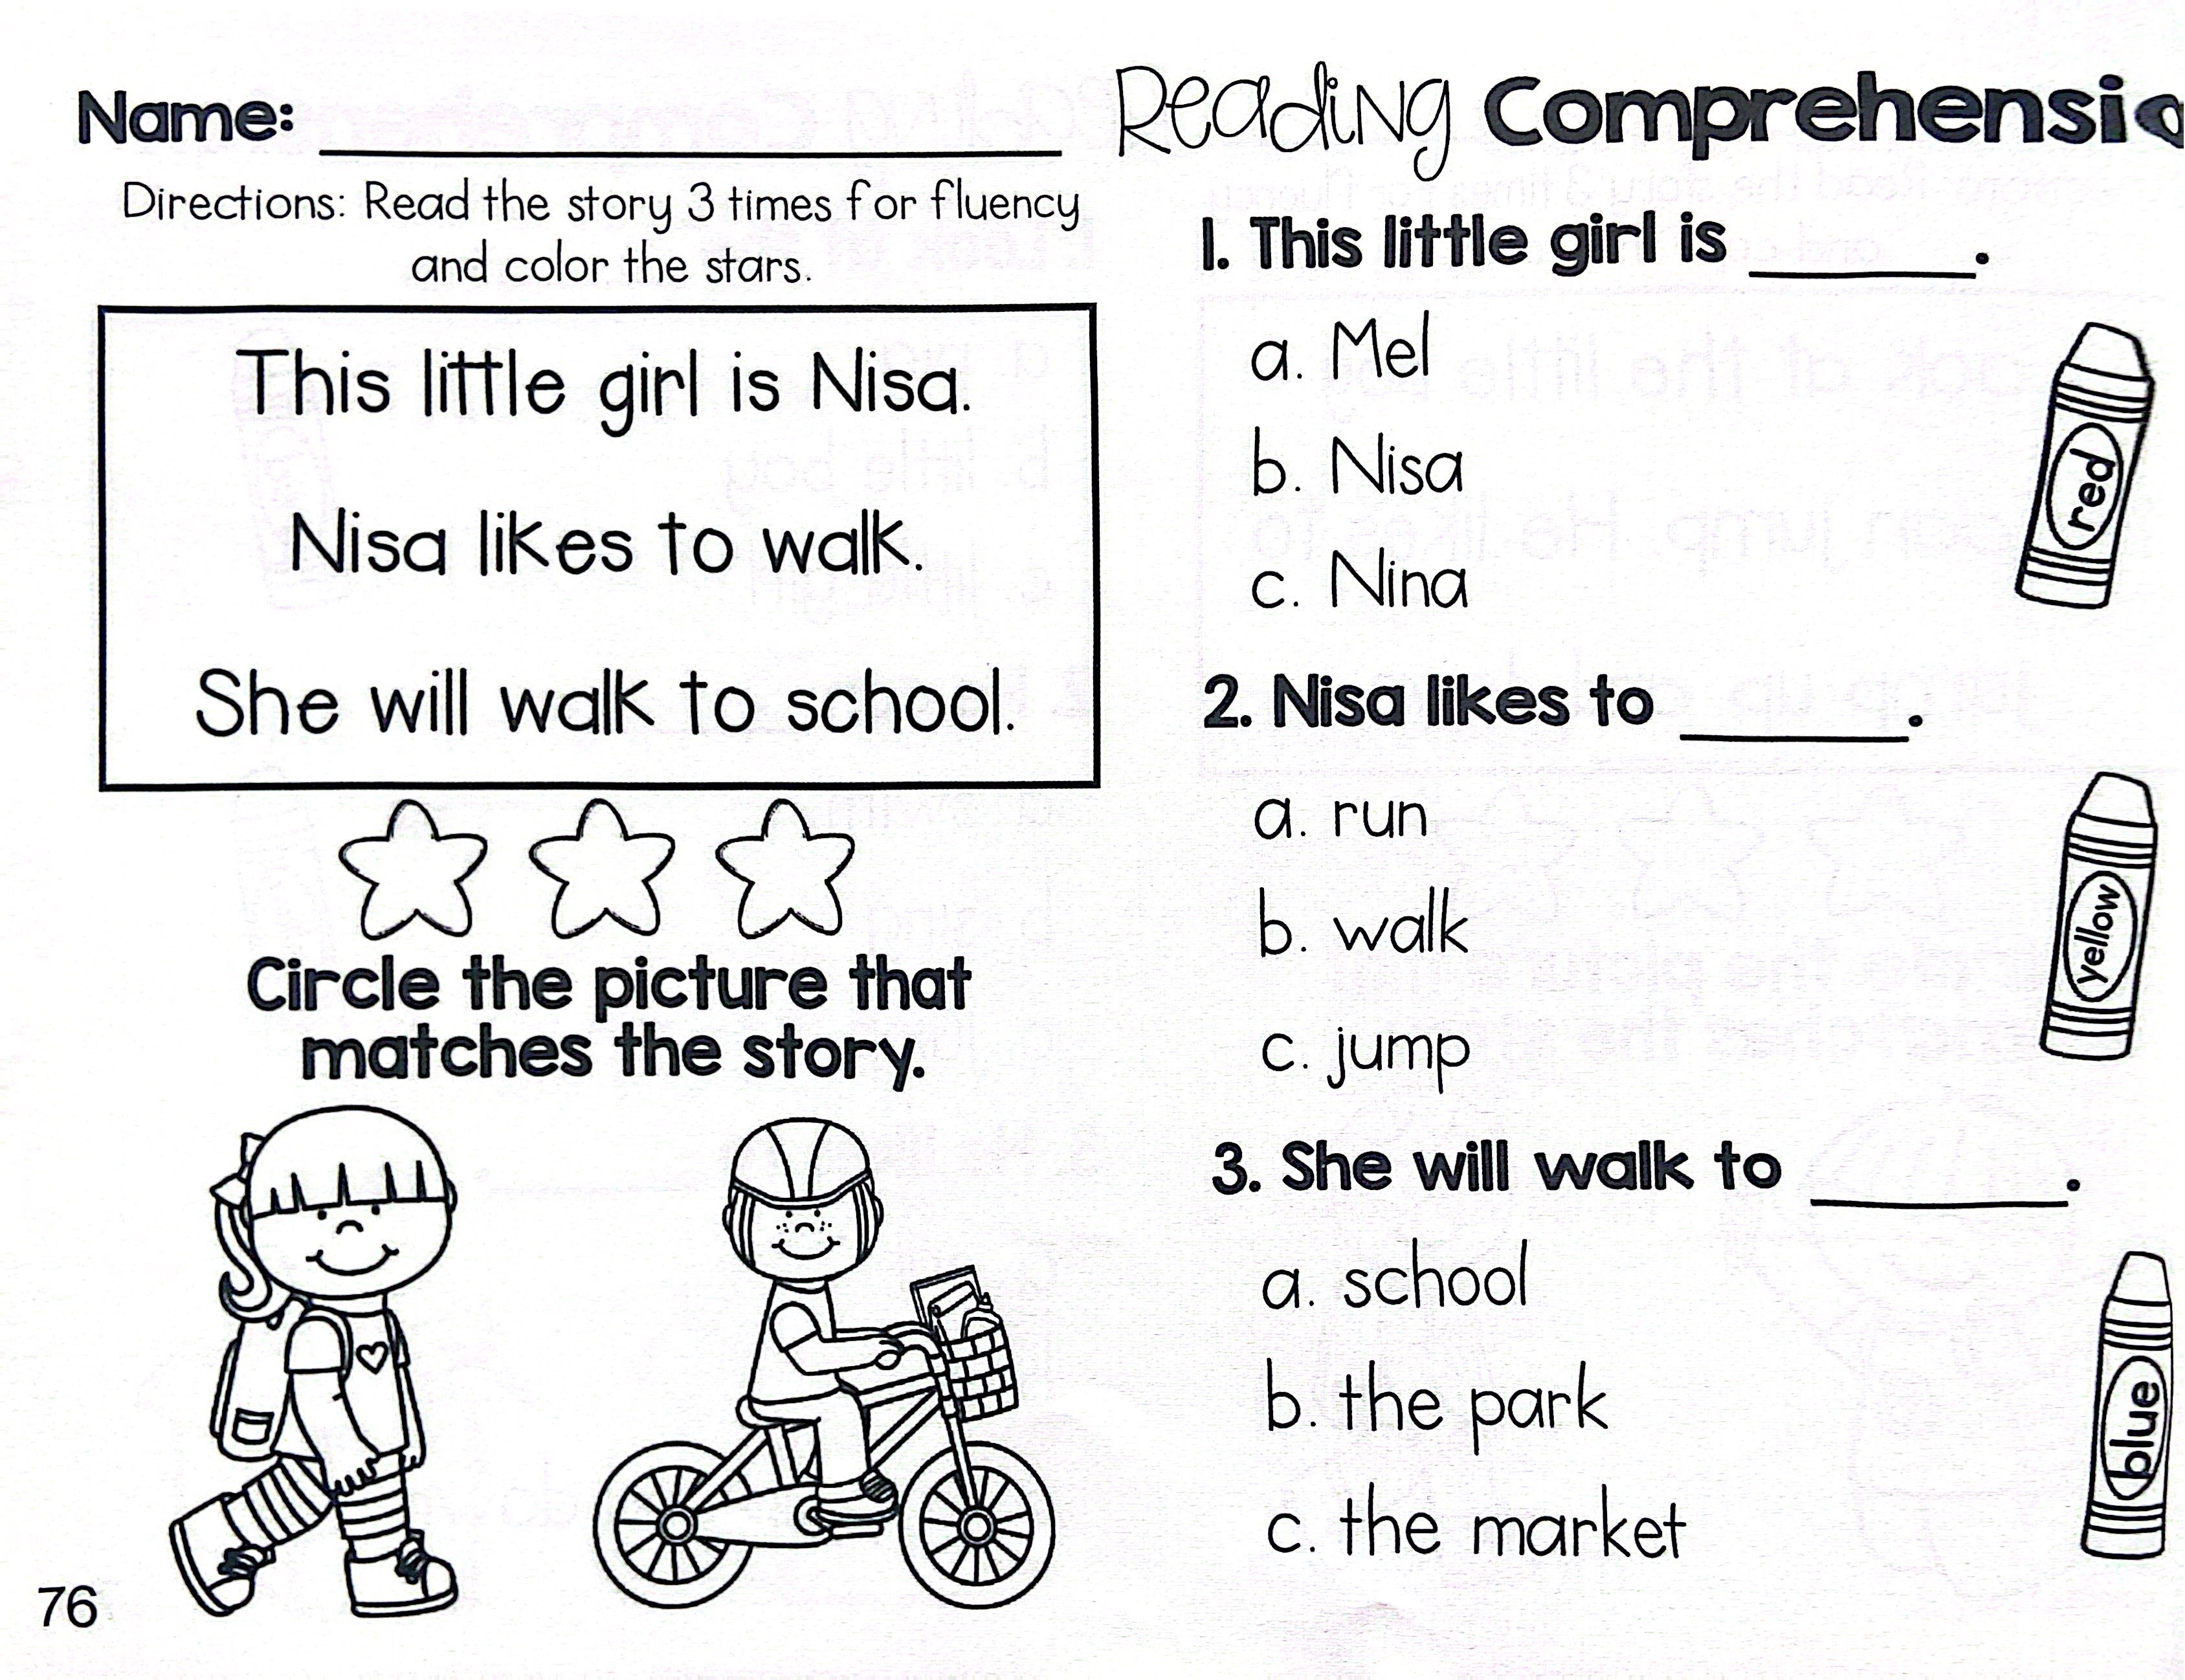 Name:
Directions: Read the story 3 times for fluency
and color the stars.
This little girl is Nisa.
Nisa likes to walk.
She will walk to school.
Circle the picture that
matches the story.
76
Reading Comprehensio
1. This little girl is ______.
a. Mel
b. Nisa
c. Nina
red
2. Nisa likes to ______.
a. run
b. walk
c. jump
yellow
3. She will walk to ______.
a. school
b. the park
c. the market
blue